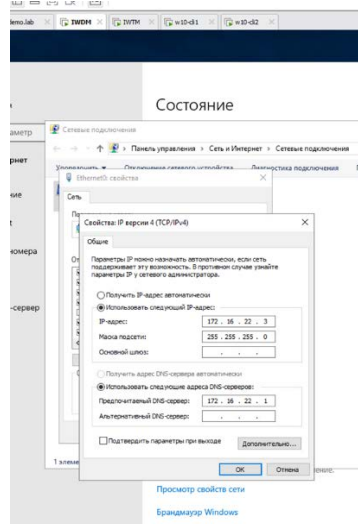 demo.lab
IWDM
IWTM
w10-cli1
w10-cli2
Состояние
Сетевые подключения
Панель управления > Сеть и Интернет > Сетевые подключения
Упорядочить
Отключение сетевого устройства
Диагностика подключения
Ethernet0: свойства
Сеть
Свойства: IP версии 4 (TCP/IPv4)
Общие
Параметры IP можно назначать автоматически, если сеть
поддерживает эту возможность. В противном случае узнайте
параметры IP у сетевого администратора.
Получить IP-адрес автоматически
Использовать следующий IP-адрес:
IP-адрес: 172 . 16 . 22 . 3
Маска подсети: 255 . 255 . 255 . 0
Основной шлюз: . . .
Получить адрес DNS-сервера автоматически
Использовать следующие адреса DNS-серверов:
Предпочитаемый DNS-сервер: 172 . 16 . 22 . 1
Альтернативный DNS-сервер: . . .
Подтвердить параметры при выходе
Дополнительно...
OK
Отмена
Просмотр свойств сети
Брандмауэр Windows